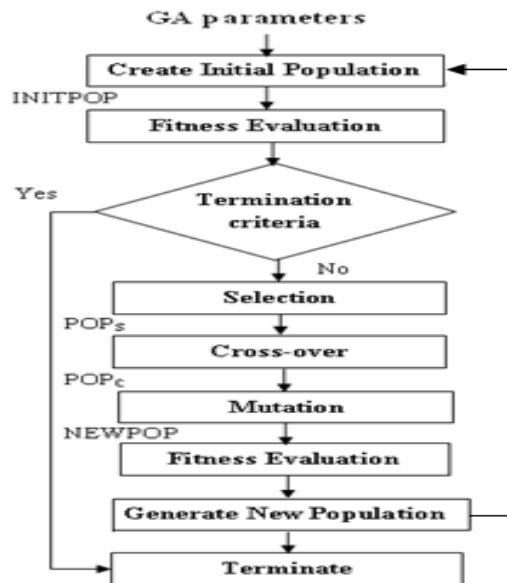 GA parameters
Create Initial Population
INITPOP
Fitness Evaluation
Yes
Termination
criteria
No
Selection
POPs
Cross-over
POPc
Mutation
NEWPOP
Fitness Evaluation
Generate New Population
Terminate